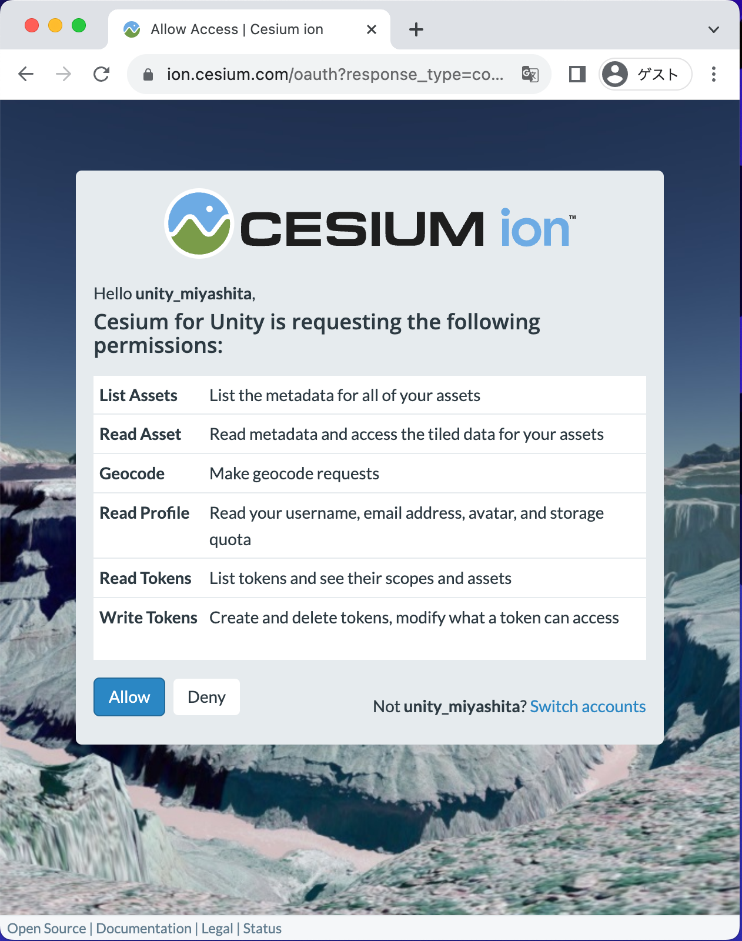 Allow Access | Cesium ion
ion.cesium.com/oauth?response_type=co...
ゲスト
CESIUM ion™
Hello unity_miyashita,
Cesium for Unity is requesting the following
permissions:
List Assets List the metadata for all of your assets
Read Asset Read metadata and access the tiled data for your assets
Geocode Make geocode requests
Read Profile Read your username, email address, avatar, and storage
quota
Read Tokens List tokens and see their scopes and assets
Write Tokens Create and delete tokens, modify what a token can access
Allow Deny
Not unity_miyashita? Switch accounts
Open Source | Documentation | Legal | Status